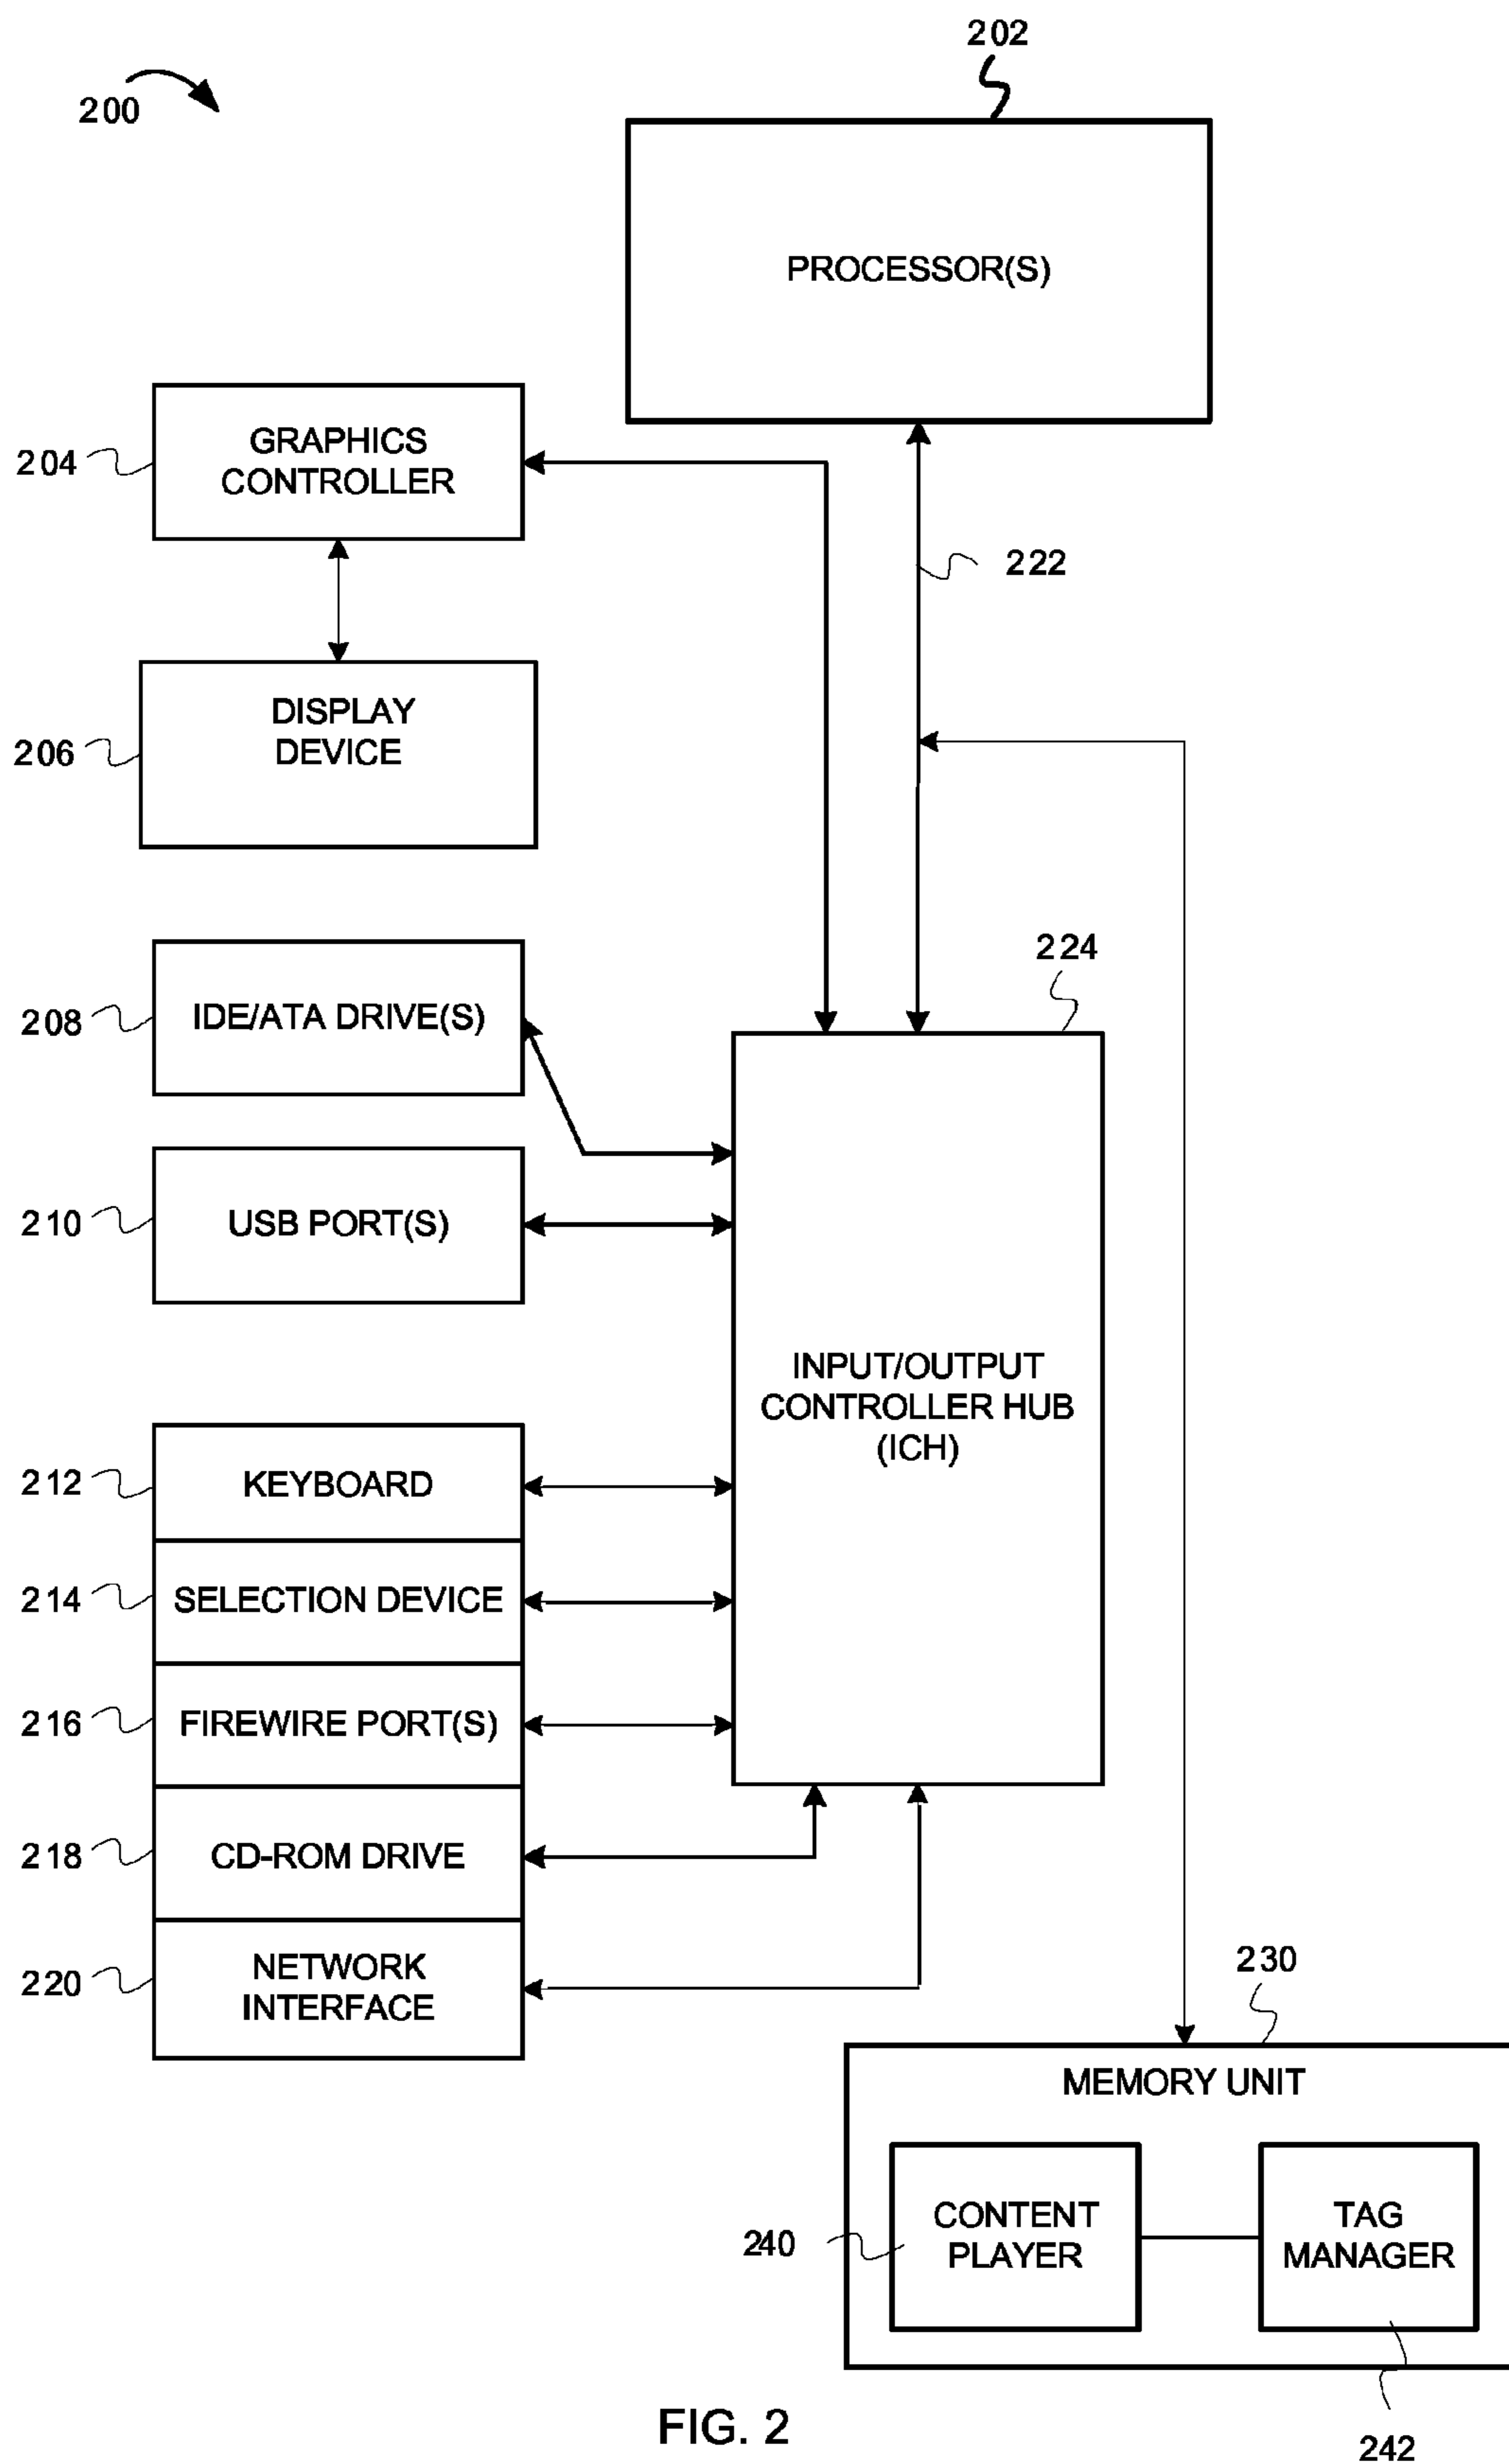 202
200
PROCESSOR(S)
204
GRAPHICS
CONTROLLER
222
206
DISPLAY
DEVICE
224
208
IDE/ATA DRIVE(S)
210
USB PORT(S)
INPUT/OUTPUT
CONTROLLER HUB
(ICH)
212
KEYBOARD
214
SELECTION DEVICE
216
FIREWIRE PORT(S)
218
CD-ROM DRIVE
220
NETWORK
INTERFACE
230
MEMORY UNIT
240
CONTENT
PLAYER
TAG
MANAGER
242
FIG. 2